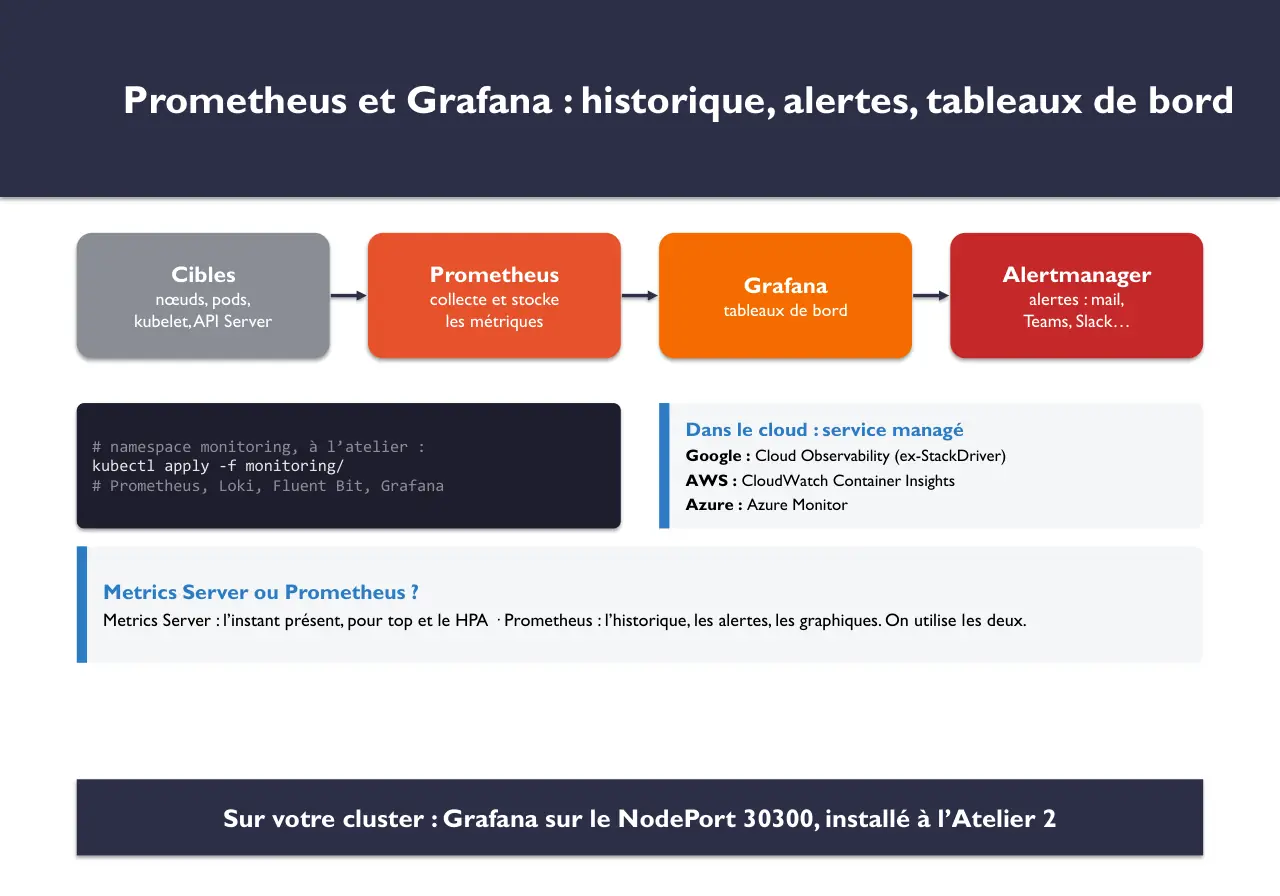 Prometheus et Grafana : historique, alertes, tableaux de bord
Cibles
nœuds, pods,
kubelet, API Server
Prometheus
collecte et stocke
les métriques
Grafana
tableaux de bord
Alertmanager
alertes : mail,
Teams, Slack…
# namespace monitoring, à l’atelier :
kubectl apply -f monitoring/
# Prometheus, Loki, Fluent Bit, Grafana
Dans le cloud : service managé
Google : Cloud Observability (ex-StackDriver)
AWS : CloudWatch Container Insights
Azure : Azure Monitor
Metrics Server ou Prometheus ?
Metrics Server : l’instant présent, pour top et le HPA · Prometheus : l’historique, les alertes, les graphiques. On utilise les deux.
Sur votre cluster : Grafana sur le NodePort 30300, installé à l’Atelier 2